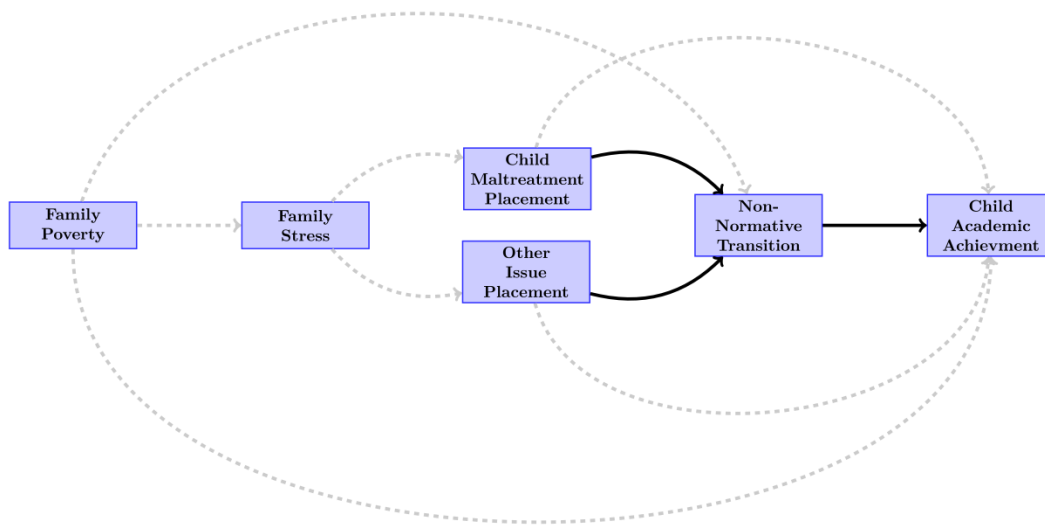 Family
Poverty
Family
Stress
Child
Maltreatment
Placement
Other
Issue
Placement
Non-
Normative
Transition
Child
Academic
Achievment